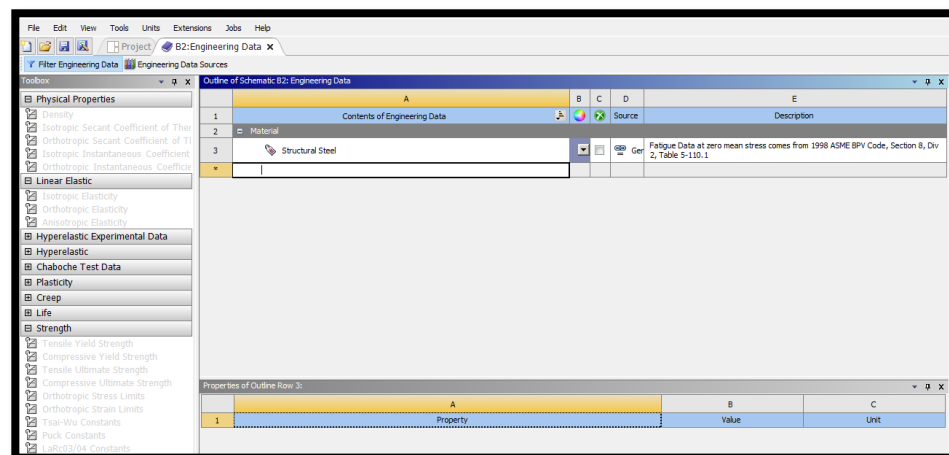 File Edit View Tools Units Extensions Jobs Help
Project B2:Engineering Data
Filter Engineering Data Engineering Data Sources
Toolbox
Outline of Schematic B2: Engineering Data
Physical Properties
Density
Isotropic Secant Coefficient of Ther
Orthotropic Secant Coefficient of Tl
Isotropic Instantaneous Coefficient
Orthotropic Instantaneous Coefficie
Linear Elastic
Isotropic Elasticity
Orthotropic Elasticity
Anisotropic Elasticity
Hyperelastic Experimental Data
Hyperelastic
Chaboche Test Data
Plasticity
Creep
Life
Strength
Tensile Yield Strength
Compressive Yield Strength
Tensile Ultimate Strength
Compressive Ultimate Strength
Orthotropic Stress Limits
Orthotropic Strain Limits
Tsai-Wu Constants
Puck Constants
LaRc03/04 Constants
A B C D E
1 Contents of Engineering Data Source Description
2 Material
3 Structural Steel Ger Fatigue Data at zero mean stress comes from 1998 ASME BPV Code, Section 8, Div
2, Table 5-110.1
*
Properties of Outline Row 3:
A B C
1 Property Value Unit